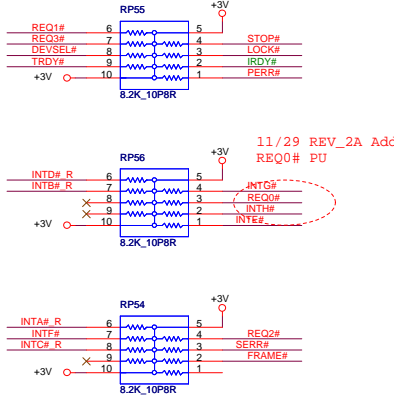 RP55
+3V
REQ1# 6 5
REQ3# 7 4 STOP#
DEVSEL# 8 3 LOCK#
TRDY# 9 2 IRDY#
+3V 10 1 PERR#
8.2K_10P8R
11/29 REV_2A Add
REQ0# PU
RP56
+3V
INTD#_R 6 5
INTB#_R 7 4 INTG#
8 3 REQ0#
9 2 INTH#
+3V 10 1 INTE#
8.2K_10P8R
RP54
+3V
INTA#_R 6 5
INTF# 7 4 REQ2#
INTC#_R 8 3 SERR#
9 2 FRAME#
+3V 10 1
8.2K_10P8R